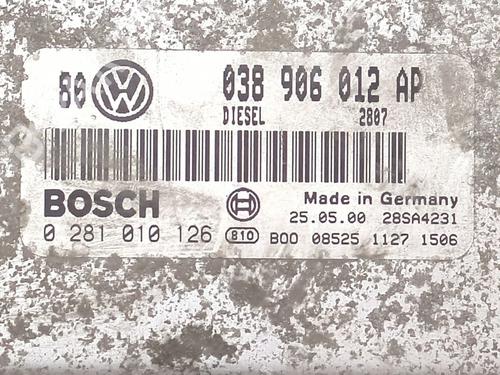 80 VW 038 906 012 AP
DIESEL 2807
BOSCH
Made in Germany
25.05.00 28SA4231
0 281 010 126 810 B00 08525 1127 1506